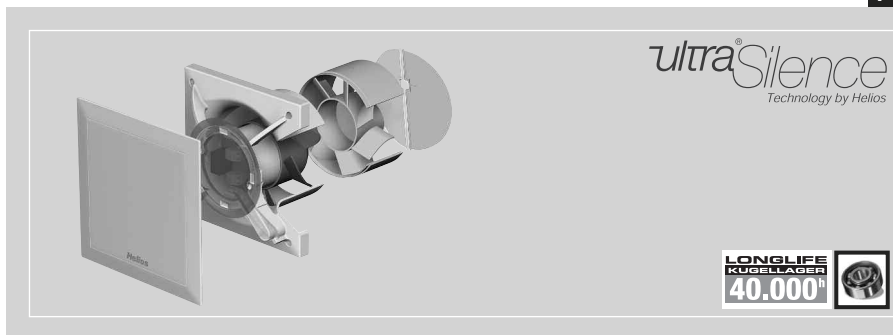 ultra®Silence
Technology by Helios
Helios
LONGLIFE
KUGELLAGER
40.000h